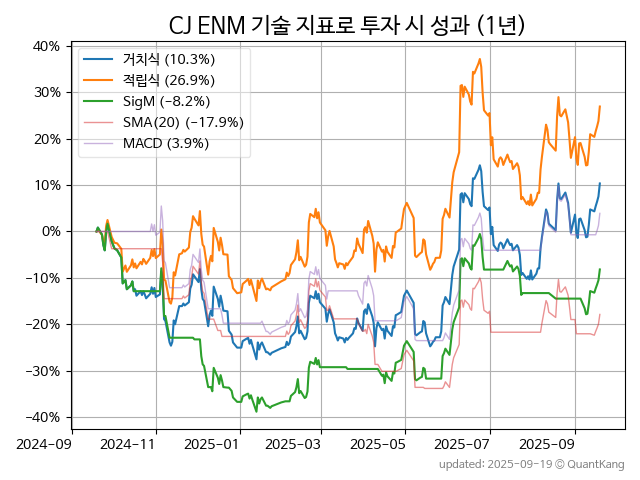 CJ ENM 기술 지표로 투자 시 성과 (1년)
거치식 (10.3%)
적립식 (26.9%)
SigM (−8.2%)
SMA(20) (−17.9%)
MACD (3.9%)
40%
30%
20%
10%
0%
−10%
−20%
−30%
−40%
2024-09 2024-11 2025-01 2025-03 2025-05 2025-07 2025-09
updated: 2025-09-19 © QuantKang